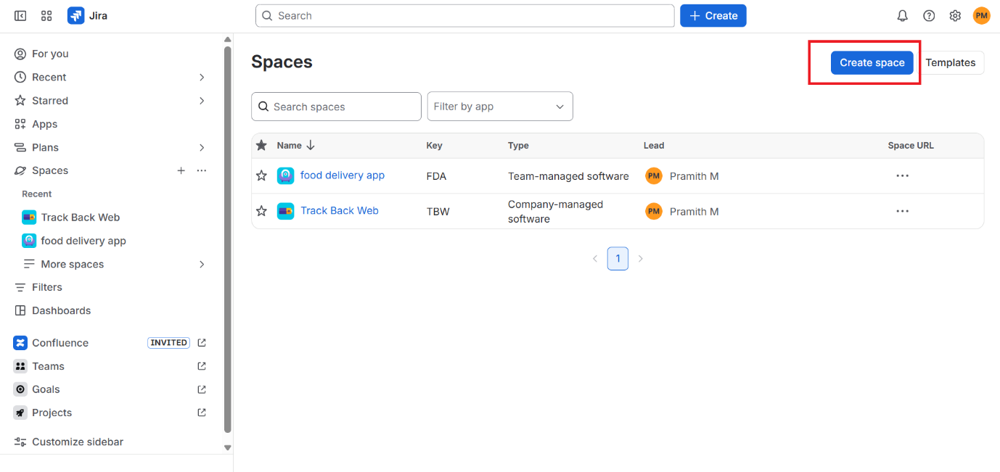 Jira
Search
Create
PM
For you
Recent
Starred
Apps
Plans
Spaces
Recent
Track Back Web
food delivery app
More spaces
Filters
Dashboards
Confluence INVITED
Teams
Goals
Projects
Customize sidebar
Spaces
Create space Templates
Search spaces Filter by app
Name Key Type Lead Space URL
food delivery app FDA Team-managed software PM Pramith M
Track Back Web TBW Company-managed software PM Pramith M
1